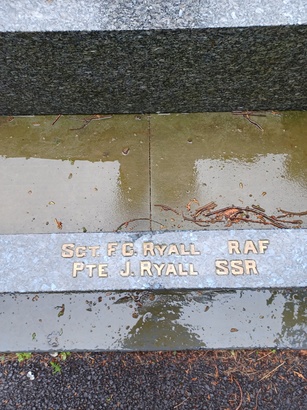 SGT F.G. RYALL RAF
PTE J. RYALL SSR